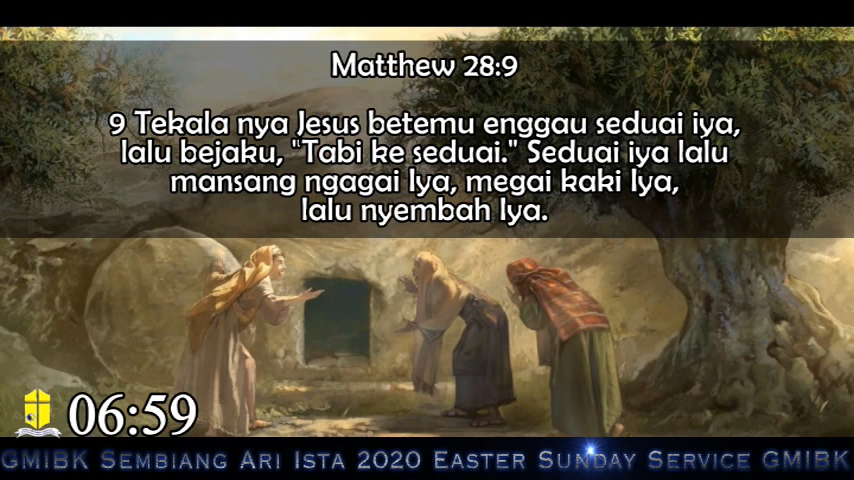 Matthew 28:9
9 Tekala nya Jesus betemu enggau seduai iya,
lalu bejaku, "Tabi ke seduai." Seduai iya lalu
mansang ngagai Iya, megai kaki Iya,
lalu nyembah Iya.
06:59
GMIBK Sembiang Ari Ista 2020 Easter Sunday Service GMIBK